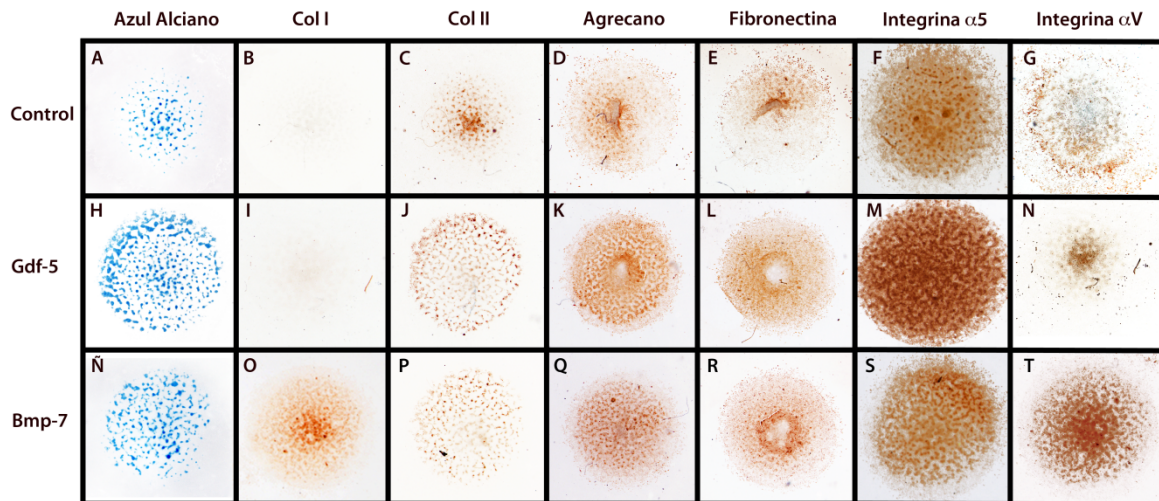 Azul Alciano Col I Col II Agrecano Fibronectina Integrina α5 Integrina αV
Control A B C D E F G
Gdf-5 H I J K L M N
Bmp-7 Ñ O P Q R S T